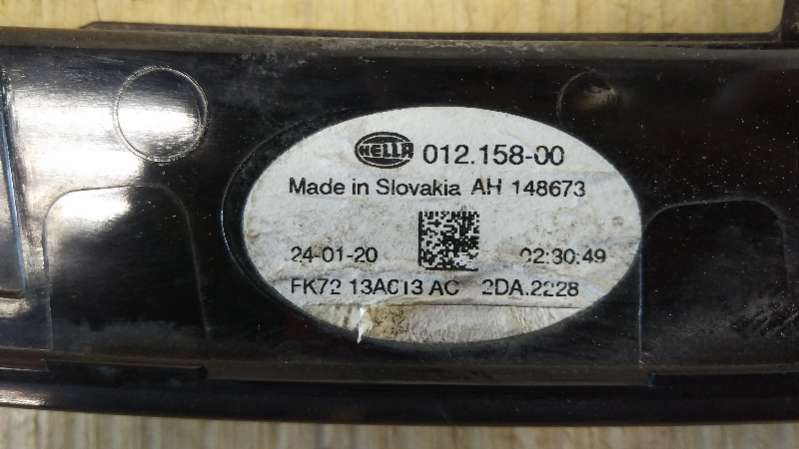 HELLA 012.158-00
Made in Slovakia AH 148673
24-01-20 02:30:49
FK72 13A613 AC 2DA.2228